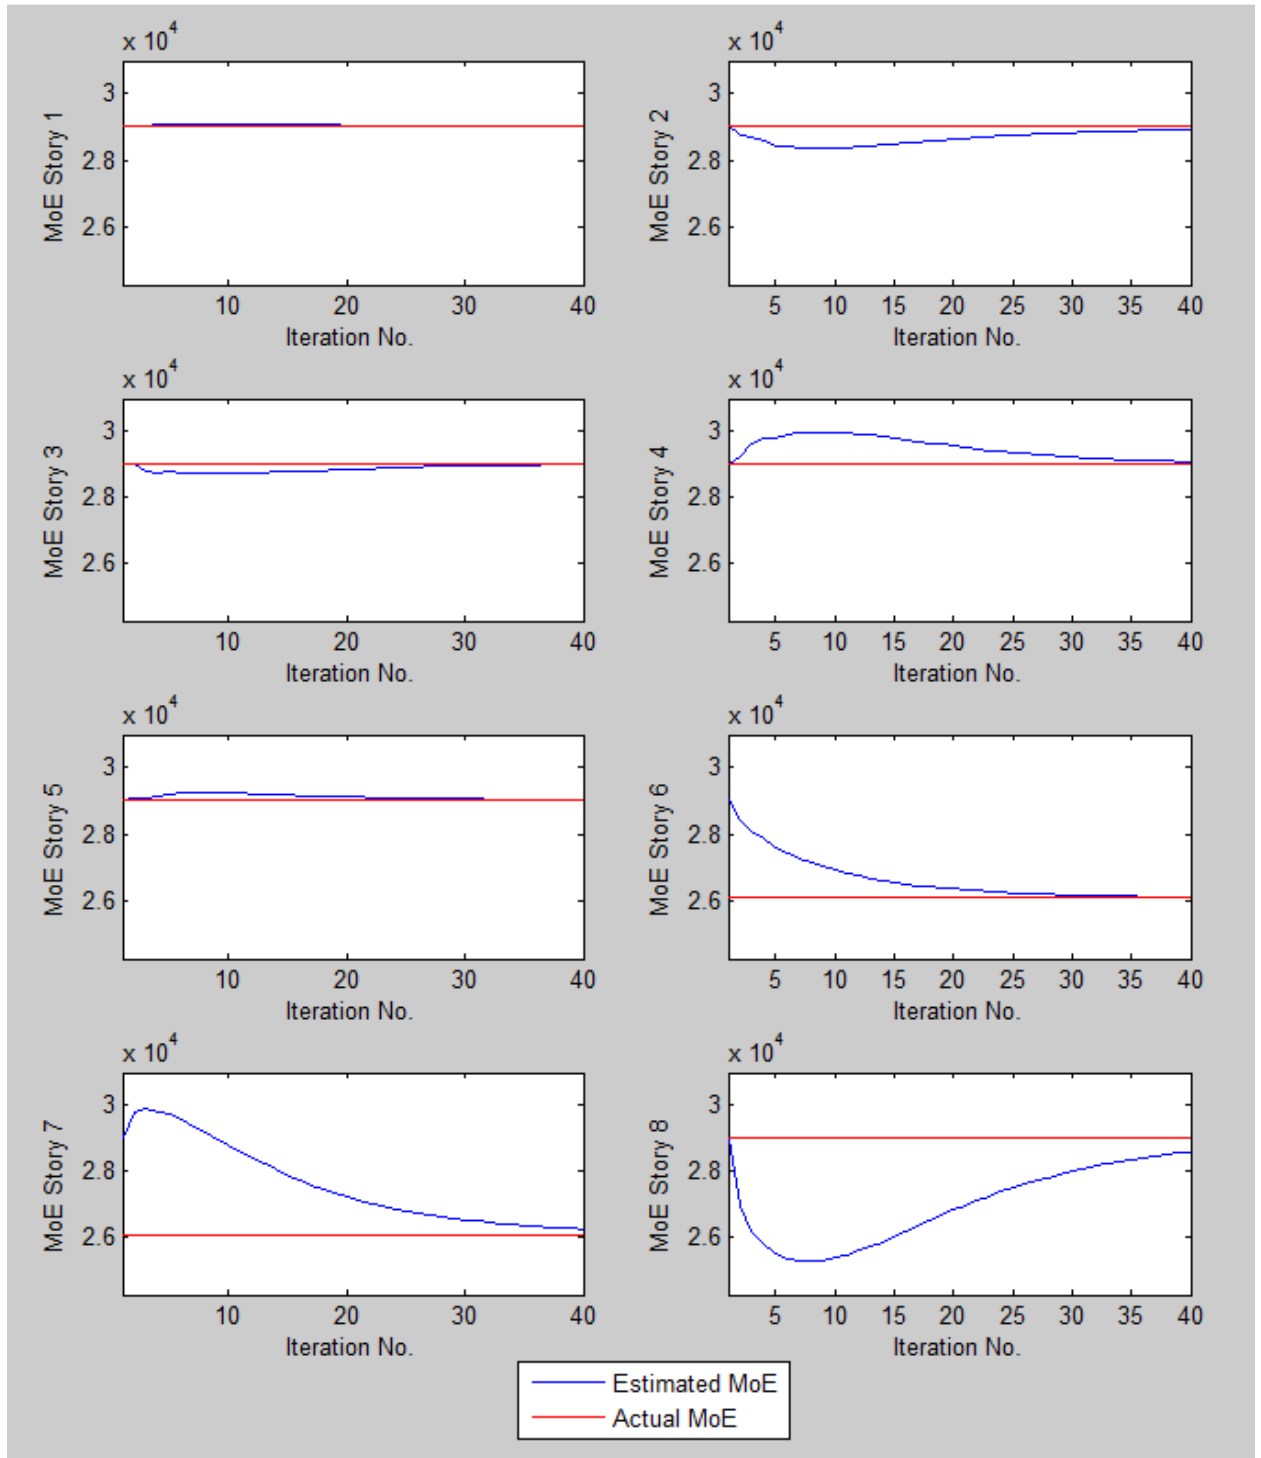 x 10^4
MoE Story 1
3
2.8
2.6
10 20 30 40
Iteration No.
x 10^4
MoE Story 2
3
2.8
2.6
5 10 15 20 25 30 35 40
Iteration No.
x 10^4
MoE Story 3
3
2.8
2.6
10 20 30 40
Iteration No.
x 10^4
MoE Story 4
3
2.8
2.6
5 10 15 20 25 30 35 40
Iteration No.
x 10^4
MoE Story 5
3
2.8
2.6
10 20 30 40
Iteration No.
x 10^4
MoE Story 6
3
2.8
2.6
5 10 15 20 25 30 35 40
Iteration No.
x 10^4
MoE Story 7
3
2.8
2.6
10 20 30 40
Iteration No.
x 10^4
MoE Story 8
3
2.8
2.6
5 10 15 20 25 30 35 40
Iteration No.
Estimated MoE
Actual MoE